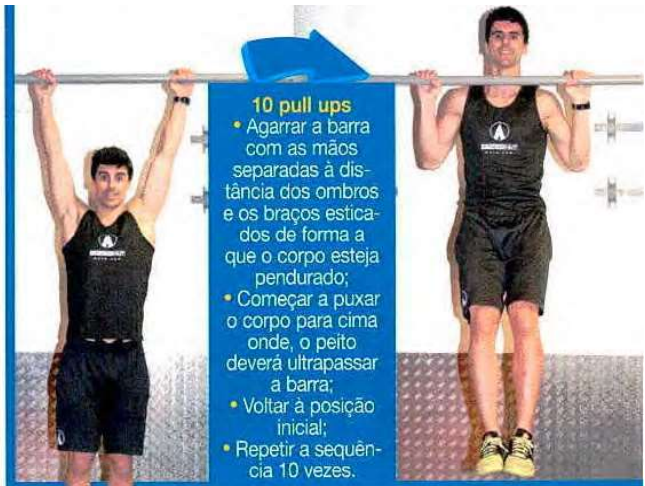 10 pull ups
• Agarrar a barra
com as mãos
separadas à dis-
tância dos ombros
e os braços estica-
dos de forma a
que o corpo esteja
pendurado;
• Começar a puxar
o corpo para cima
onde, o peito
deverá ultrapassar
a barra;
• Voltar à posição
inicial;
• Repetir a sequên-
cia 10 vezes.